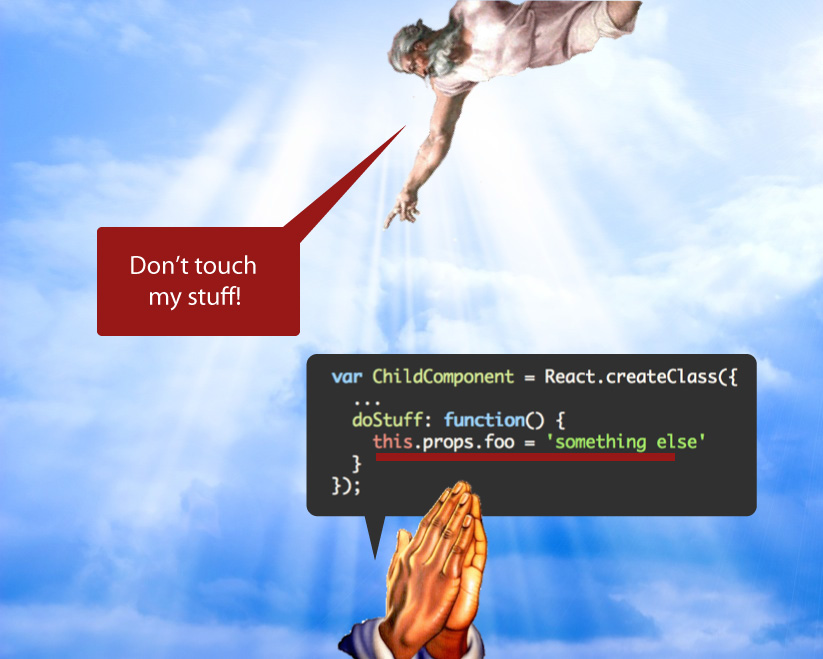 Don't touch
my stuff!
var ChildComponent = React.createClass({
  ...
  doStuff: function() {
    this.props.foo = 'something else'
  }
});